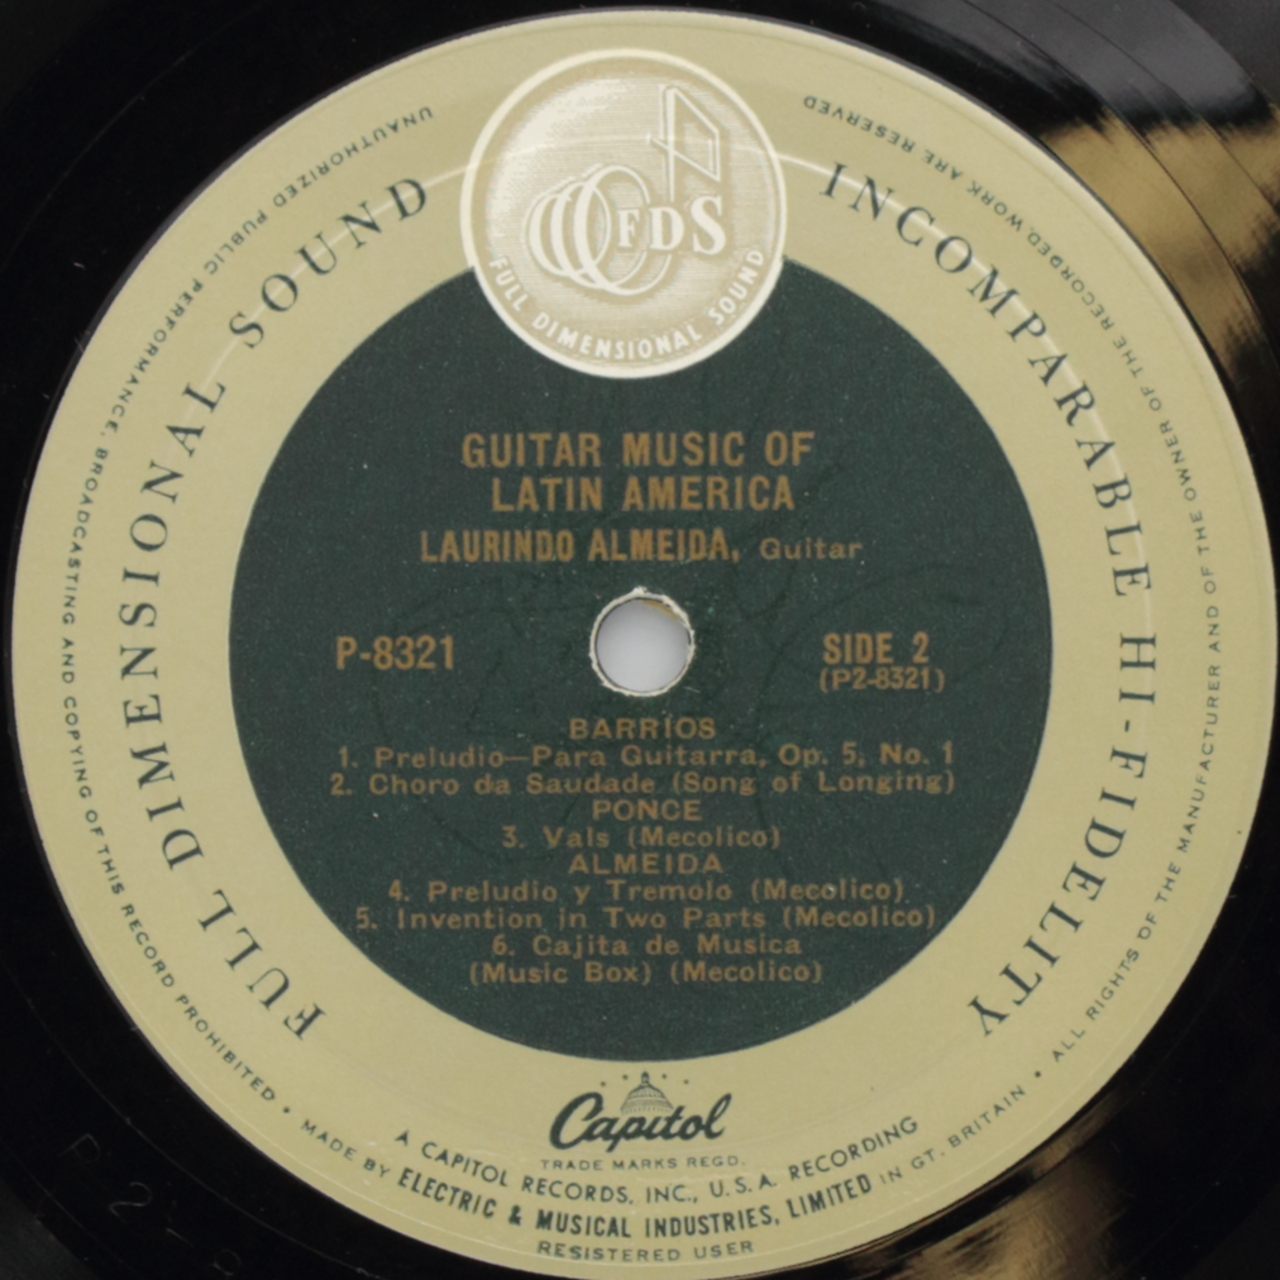 FDS
FULL DIMENSIONAL SOUND
FULL DIMENSIONAL SOUND
INCOMPARABLE HI-FIDELITY
GUITAR MUSIC OF
LATIN AMERICA
LAURINDO ALMEIDA, Guitar
P-8321
SIDE 2
(P2-8321)
BARRIOS
1. Preludio—Para Guitarra, Op. 5, No. 1
2. Choro da Saudade (Song of Longing)
PONCE
3. Vals (Mecolico)
ALMEIDA
4. Preludio y Tremolo (Mecolico)
5. Invention in Two Parts (Mecolico)
6. Cajita de Musica
(Music Box) (Mecolico)
Capitol
TRADE MARKS REGD.
A CAPITOL RECORDS, INC., U.S.A. RECORDING
MADE BY ELECTRIC & MUSICAL INDUSTRIES, LIMITED IN GT. BRITAIN • ALL RIGHTS OF THE MANUFACTURER AND OF THE OWNER OF THE RECORDED WORK ARE RESERVED
UNAUTHORIZED PUBLIC PERFORMANCE, BROADCASTING AND COPYING OF THIS RECORD PROHIBITED •
REGISTERED USER